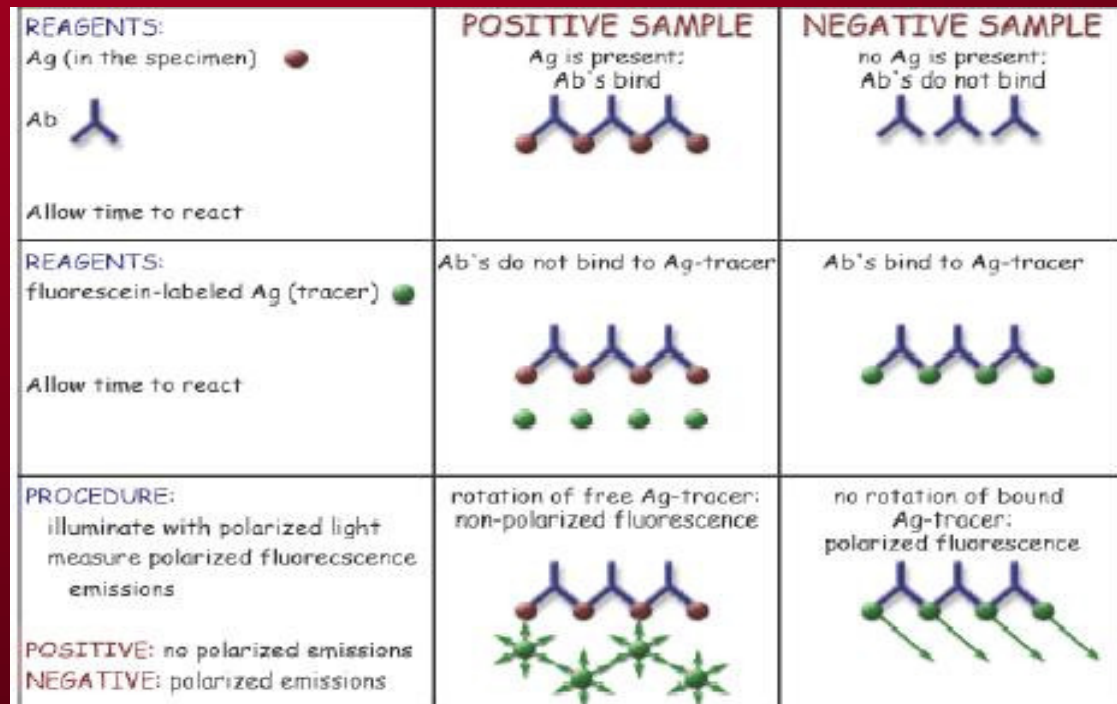 REAGENTS:
Ag (in the specimen)
Ab
Allow time to react
POSITIVE SAMPLE
Ag is present;
Ab's bind
NEGATIVE SAMPLE
no Ag is present;
Ab's do not bind
REAGENTS:
fluorescein-labeled Ag (tracer)
Allow time to react
Ab's do not bind to Ag-tracer
Ab's bind to Ag-tracer
PROCEDURE:
illuminate with polarized light
measure polarized fluorecscence
emissions
POSITIVE: no polarized emissions
NEGATIVE: polarized emissions
rotation of free Ag-tracer:
non-polarized fluorescence
no rotation of bound
Ag-tracer:
polarized fluorescence